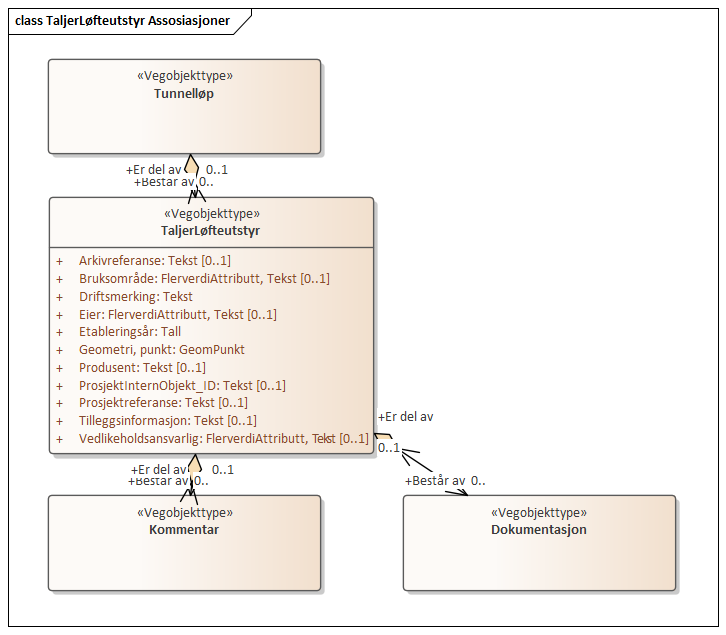 class TaljerLøfteutstyr Assosiasjoner
«Vegobjekttype»
Tunnelløp
+Er del av 0..1
+Består av 0..
«Vegobjekttype»
TaljerLøfteutstyr
+ Arkivreferanse: Tekst [0..1]
+ Bruksområde: FlerverdiAttributt, Tekst [0..1]
+ Driftsmerking: Tekst
+ Eier: FlerverdiAttributt, Tekst [0..1]
+ Etableringsår: Tall
+ Geometri, punkt: GeomPunkt
+ Produsent: Tekst [0..1]
+ ProsjektInternObjekt_ID: Tekst [0..1]
+ Prosjektreferanse: Tekst [0..1]
+ Tilleggsinformasjon: Tekst [0..1]
+ Vedlikeholdsansvarlig: FlerverdiAttributt, Tekst [0..1]
+Er del av
0..1
+Er del av 0..1
+Består av 0..
+Består av 0..
«Vegobjekttype»
Kommentar
«Vegobjekttype»
Dokumentasjon